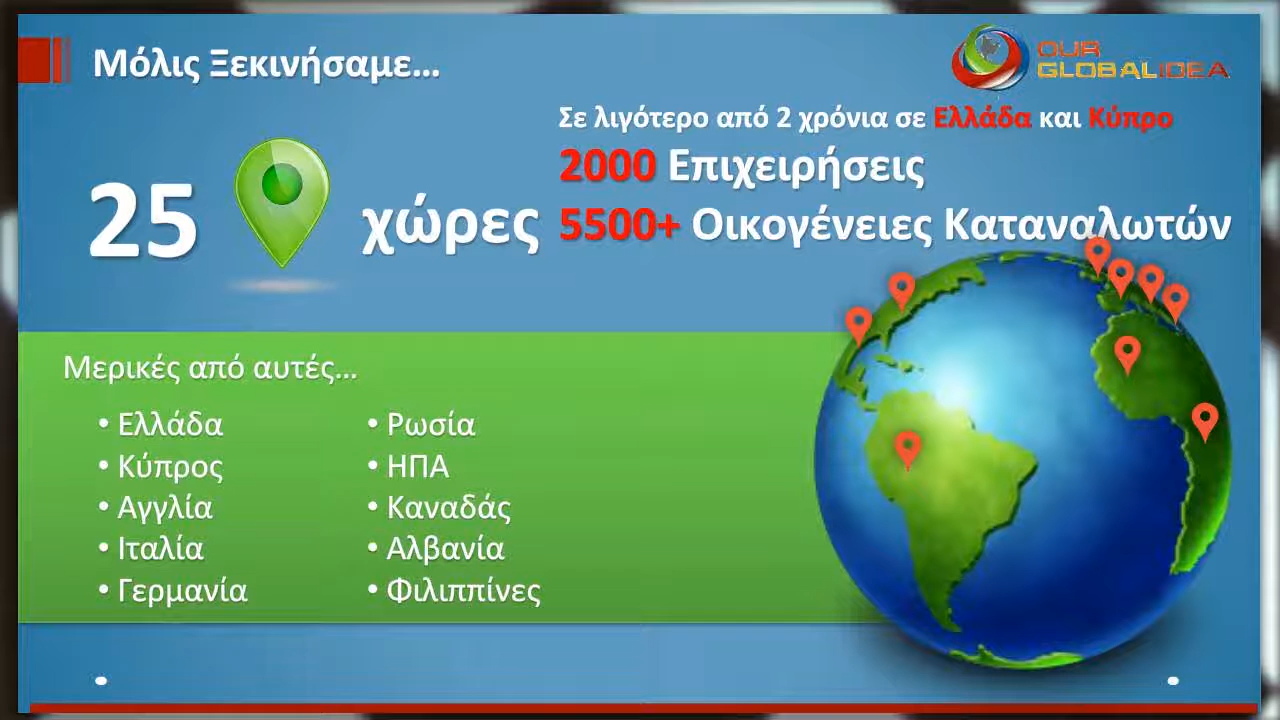 Μόλις Ξεκινήσαμε...
OUR
GLOBALIDEA
Σε λιγότερο από 2 χρόνια σε Ελλάδα και Κύπρο
2000 Επιχειρήσεις
25 χώρες
5500+ Οικογένειες Καταναλωτών
Μερικές από αυτές...
• Ελλάδα
• Κύπρος
• Αγγλία
• Ιταλία
• Γερμανία
• Ρωσία
• ΗΠΑ
• Καναδάς
• Αλβανία
• Φιλιππίνες